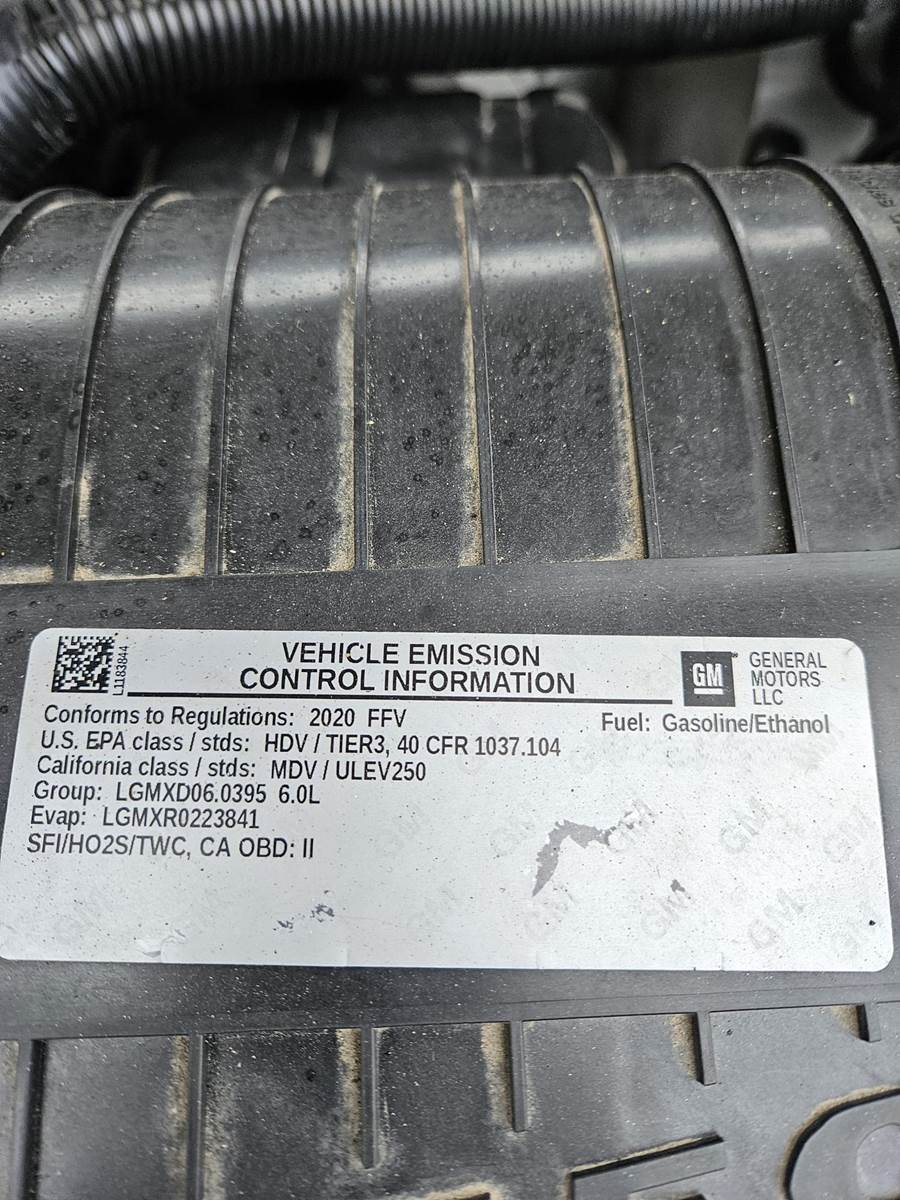 L1183844
VEHICLE EMISSION
CONTROL INFORMATION
GM
GENERAL
MOTORS
LLC
Conforms to Regulations: 2020 FFV
Fuel: Gasoline/Ethanol
U.S. EPA class / stds: HDV / TIER3, 40 CFR 1037.104
California class / stds: MDV / ULEV250
Group: LGMXD06.0395 6.0L
Evap: LGMXR0223841
SFI/HO2S/TWC, CA OBD: II